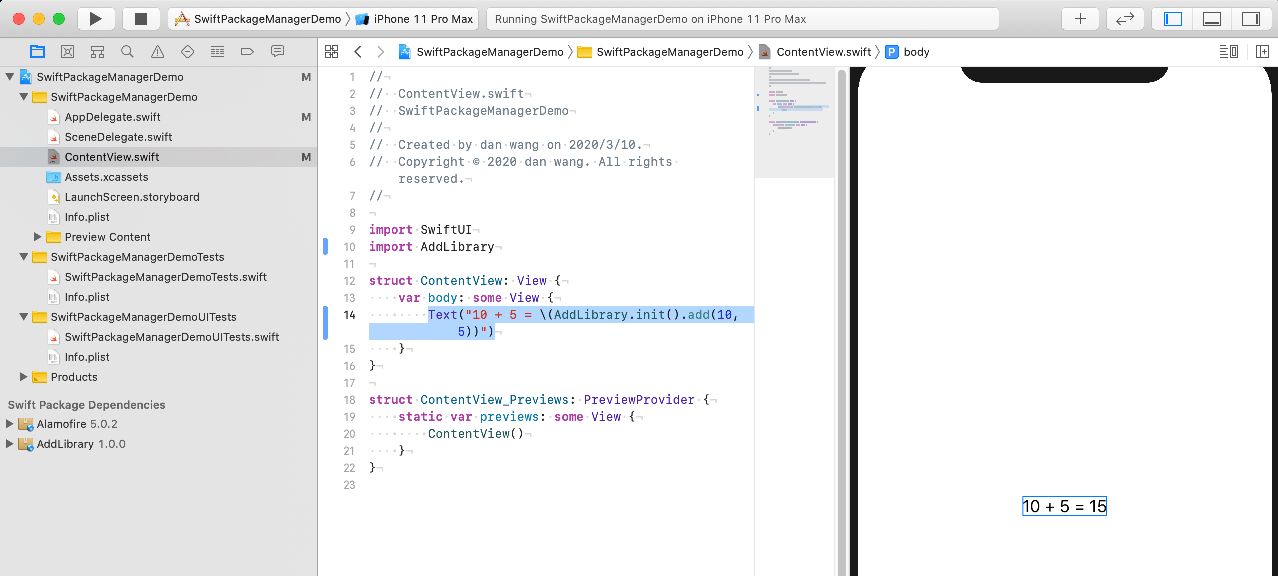 SwiftPackageManagerDemo 〉 iPhone 11 Pro Max
Running SwiftPackageManagerDemo on iPhone 11 Pro Max
SwiftPackageManagerDemo 〉 SwiftPackageManagerDemo 〉 ContentView.swift 〉 P body
SwiftPackageManagerDemo M
SwiftPackageManagerDemo
AppDelegate.swift M
SceneDelegate.swift
ContentView.swift M
Assets.xcassets
LaunchScreen.storyboard
Info.plist
Preview Content
SwiftPackageManagerDemoTests
SwiftPackageManagerDemoTests.swift
Info.plist
SwiftPackageManagerDemoUITests
SwiftPackageManagerDemoUITests.swift
Info.plist
Products
Swift Package Dependencies
Alamofire 5.0.2
AddLibrary 1.0.0
1 //¬
2 //··ContentView.swift¬
3 //··SwiftPackageManagerDemo¬
4 //¬
5 //··Created·by·dan·wang·on·2020/3/10.¬
6 //··Copyright·©·2020·dan·wang.·All·rights·
reserved.¬
7 //¬
8 ¬
9 import·SwiftUI¬
10 import·AddLibrary¬
11 ¬
12 struct·ContentView:·View·{¬
13 ····var·body:·some·View·{¬
14 ········Text("10·+·5·=·\(AddLibrary.init().add(10,·
5))")¬
15 ····}¬
16 }¬
17 ¬
18 struct·ContentView_Previews:·PreviewProvider·{¬
19 ····static·var·previews:·some·View·{¬
20 ········ContentView()¬
21 ····}¬
22 }¬
23
10 + 5 = 15